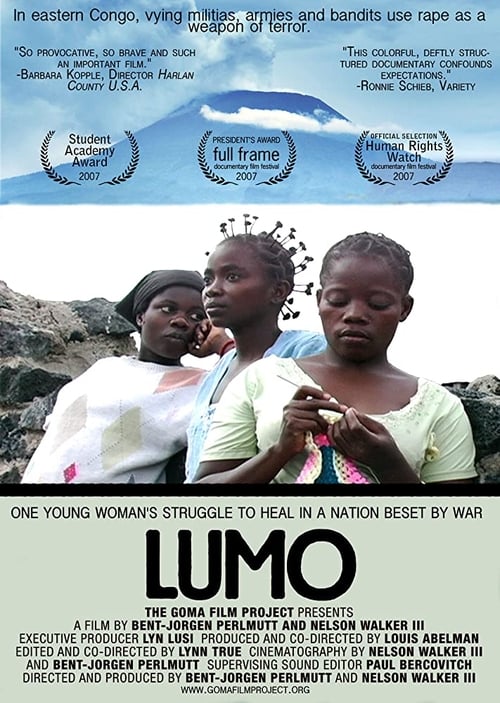 In eastern Congo, vying militias, armies and bandits use rape as a
weapon of terror.
"So provocative, so brave and such
an important film."
-Barbara Kopple, Director Harlan
County U.S.A.
"This colorful, deftly struc-
tured documentary confounds
expectations."
-Ronnie Schieb, Variety
Student
Academy
Award
2007
PRESIDENT'S AWARD
full frame
documentary film festival
2007
OFFICIAL SELECTION
Human Rights
Watch
documentary film festival
2007
ONE YOUNG WOMAN'S STRUGGLE TO HEAL IN A NATION BESET BY WAR
LUMO
THE GOMA FILM PROJECT PRESENTS
A FILM BY BENT-JORGEN PERLMUTT AND NELSON WALKER III
EXECUTIVE PRODUCER LYN LUSI PRODUCED AND CO-DIRECTED BY LOUIS ABELMAN
EDITED AND CO-DIRECTED BY LYNN TRUE CINEMATOGRAPHY BY NELSON WALKER III
AND BENT-JORGEN PERLMUTT SUPERVISING SOUND EDITOR PAUL BERCOVITCH
DIRECTED AND PRODUCED BY BENT-JORGEN PERLMUTT AND NELSON WALKER III
WWW.GOMAFILMPROJECT.ORG